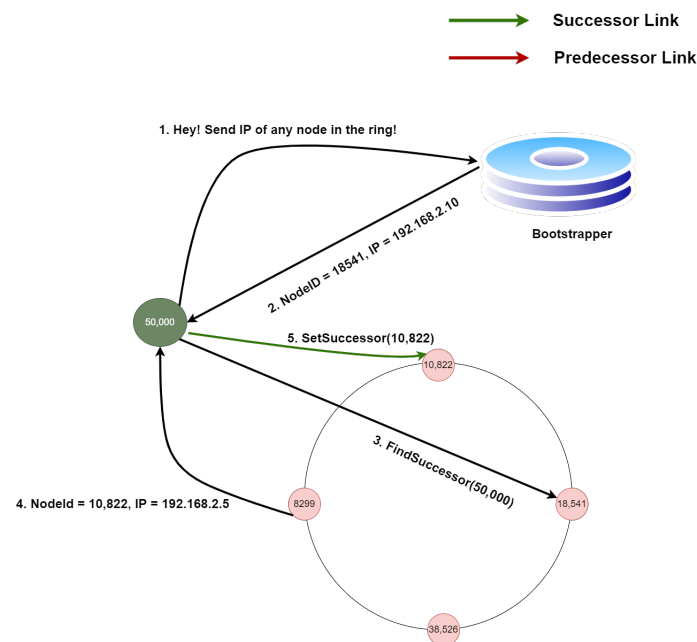 Successor Link
Predecessor Link
1. Hey! Send IP of any node in the ring!
Bootstrapper
2. NodeID = 18541, IP = 192.168.2.10
50,000
5. SetSuccessor(10,822)
10,822
3. FindSuccessor(50,000)
4. NodeId = 10,822, IP = 192.168.2.5
8299
18,541
38,526